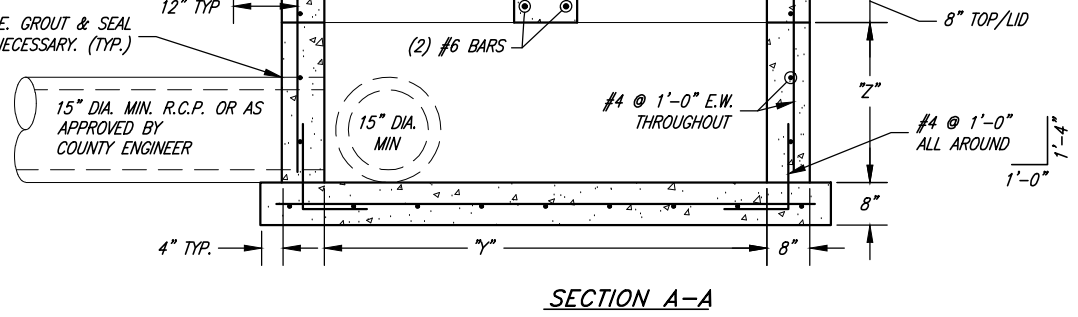 12" TYP
E. GROUT & SEAL
NECESSARY. (TYP.)
(2) #6 BARS
8" TOP/LID
15" DIA. MIN. R.C.P. OR AS
APPROVED BY
COUNTY ENGINEER
15" DIA.
MIN
#4 @ 1'-0" E.W.
THROUGHOUT
"Z"
#4 @ 1'-0"
ALL AROUND
1'-4"
1'-0"
8"
4" TYP.
"Y"
8"
SECTION A-A